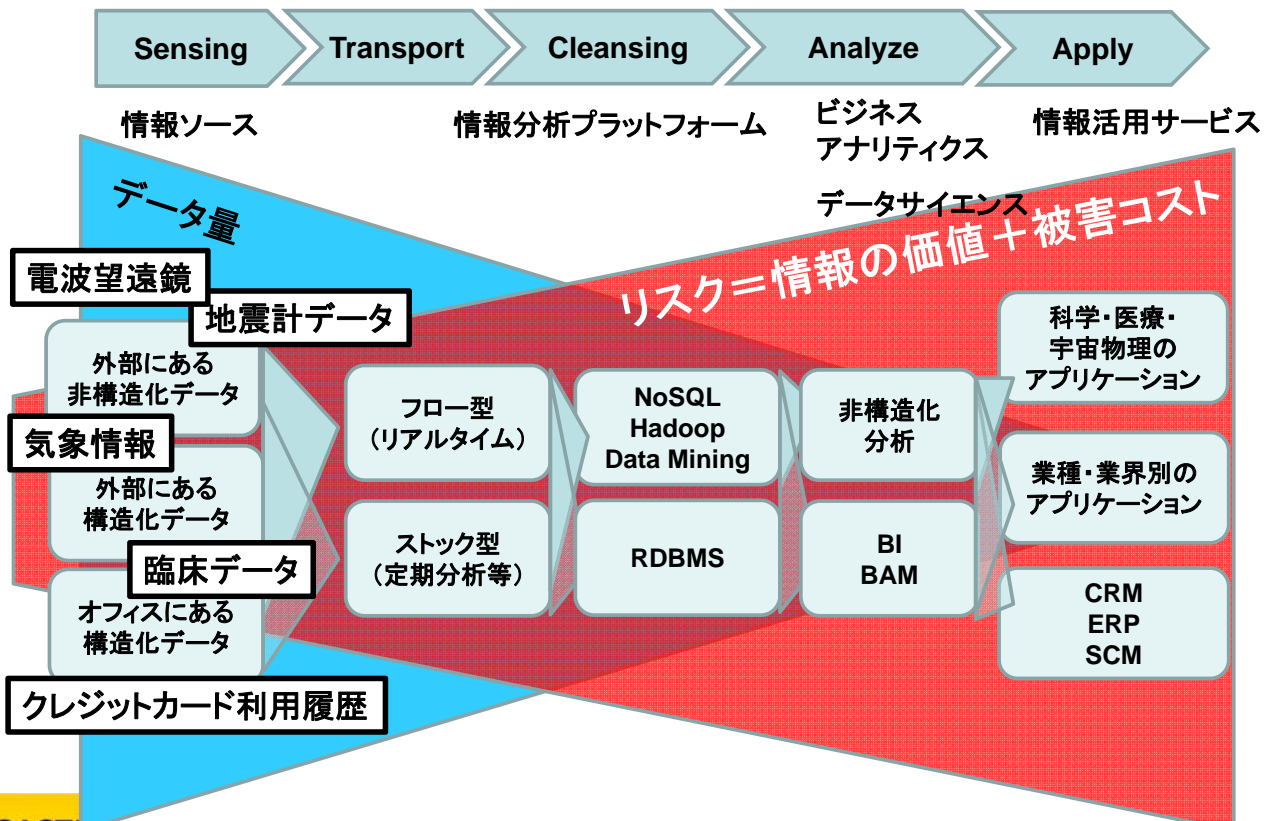 Sensing
Transport
Cleansing
Analyze
Apply
情報ソース
情報分析プラットフォーム
ビジネス
アナリティクス
情報活用サービス
データサイエンス
データ量
リスク＝情報の価値＋被害コスト
電波望遠鏡
地震計データ
外部にある
非構造化データ
気象情報
外部にある
構造化データ
臨床データ
オフィスにある
構造化データ
クレジットカード利用履歴
フロー型
（リアルタイム）
ストック型
（定期分析等）
NoSQL
Hadoop
Data Mining
RDBMS
非構造化
分析
BI
BAM
科学・医療・
宇宙物理の
アプリケーション
業種・業界別の
アプリケーション
CRM
ERP
SCM